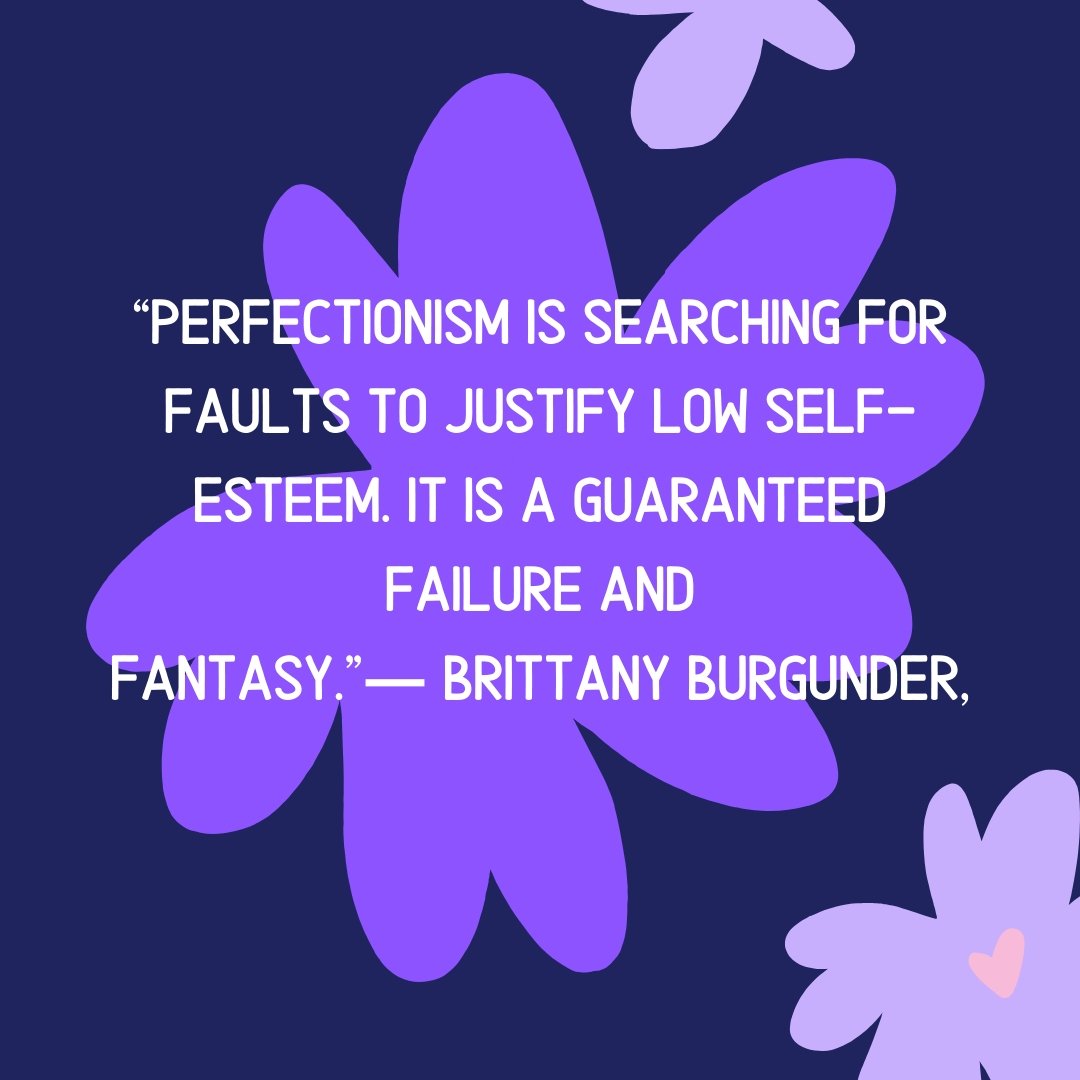 “PERFECTIONISM IS SEARCHING FOR
FAULTS TO JUSTIFY LOW SELF-
ESTEEM. IT IS A GUARANTEED
FAILURE AND
FANTASY.”— BRITTANY BURGUNDER,